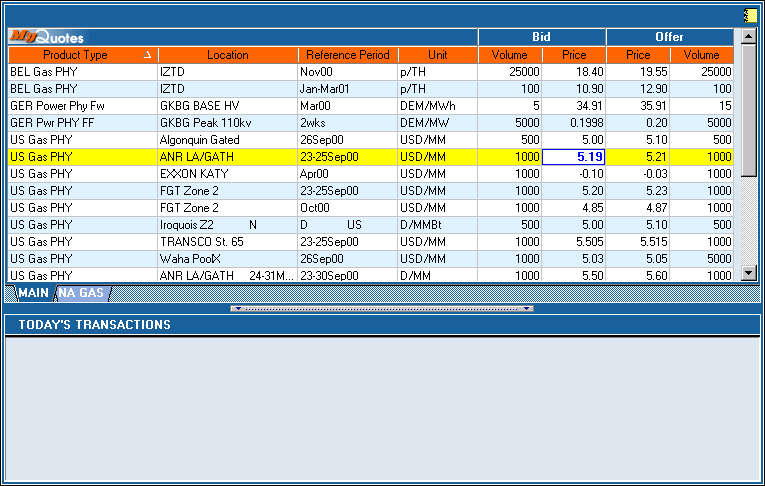 MyQuotes Bid Offer
Product Type Location Reference Period Unit Volume Price Price Volume
BEL Gas PHY IZTD Nov00 p/TH 25000 18.40 19.55 25000
BEL Gas PHY IZTD Jan-Mar01 p/TH 100 10.90 12.90 100
GER Power Phy Fw GKBG BASE HV Mar00 DEM/MWh 5 34.91 35.91 15
GER Pwr PHY FF GKBG Peak 110kv 2wks DEM/MW 5000 0.1998 0.20 5000
US Gas PHY Algonquin Gated 26Sep00 USD/MM 500 5.00 5.10 500
US Gas PHY ANR LA/GATH 23-25Sep00 USD/MM 1000 5.19 5.21 1000
US Gas PHY EXXON KATY Apr00 USD/MM 1000 -0.10 -0.03 1000
US Gas PHY FGT Zone 2 23-25Sep00 USD/MM 1000 5.20 5.23 1000
US Gas PHY FGT Zone 2 Oct00 USD/MM 1000 4.85 4.87 1000
US Gas PHY Iroquois Z2 N D US D/MMBt 500 5.00 5.10 500
US Gas PHY TRANSCO St. 65 23-25Sep00 USD/MM 1000 5.505 5.515 1000
US Gas PHY Waha PoolX 26Sep00 USD/MM 5000 5.03 5.05 5000
US Gas PHY ANR LA/GATH 24-31M... 23-30Sep00 D/MM 1000 5.50 5.60 1000
MAIN NA GAS
TODAY'S TRANSACTIONS